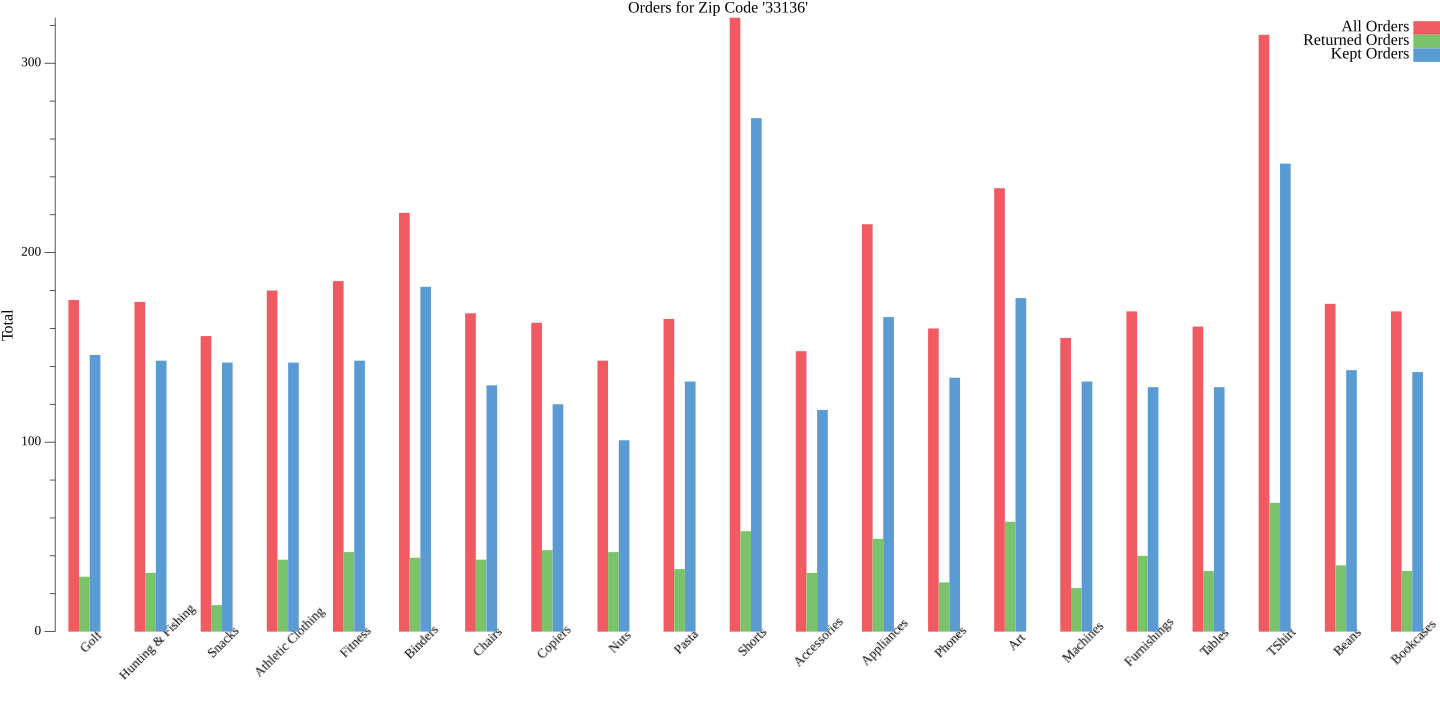 Orders for Zip Code '33136'
All Orders
Returned Orders
Kept Orders
Total
300
200
100
0
Golf
Hunting & Fishing
Snacks
Athletic Clothing
Fitness
Binders
Chairs
Copiers
Nuts
Pasta
Shorts
Accessories
Appliances
Phones
Art
Machines
Furnishings
Tables
TShirt
Beans
Bookcases